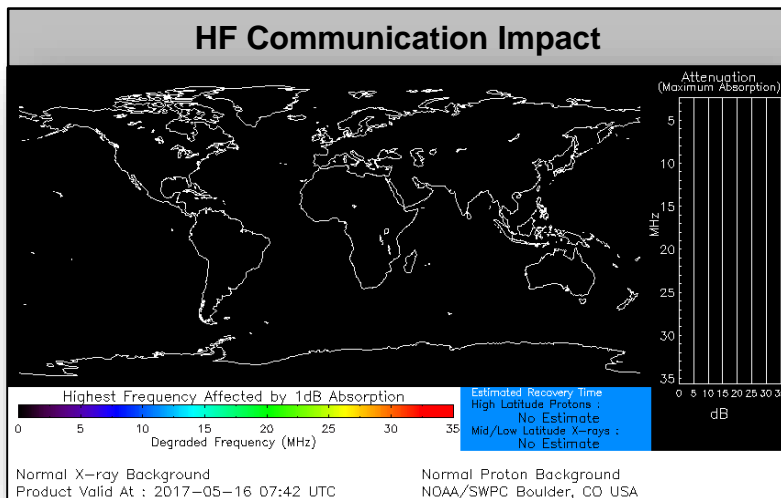 HF Communication Impact
Attenuation
(Maximum Absorption)
5
10
15
MHz
20
25
30
35
0 5 10 15 20 25 30 3
dB
Highest Frequency Affected by 1dB Absorption
0 5 10 15 20 25 30 35
Degraded Frequency (MHz)
Estimated Recovery Time
High Latitude Protons :
No Estimate
Mid/Low Latitude X-rays :
No Estimate
Normal X-ray Background
Product Valid At : 2017-05-16 07:42 UTC
Normal Proton Background
NOAA/SWPC Boulder, CO USA